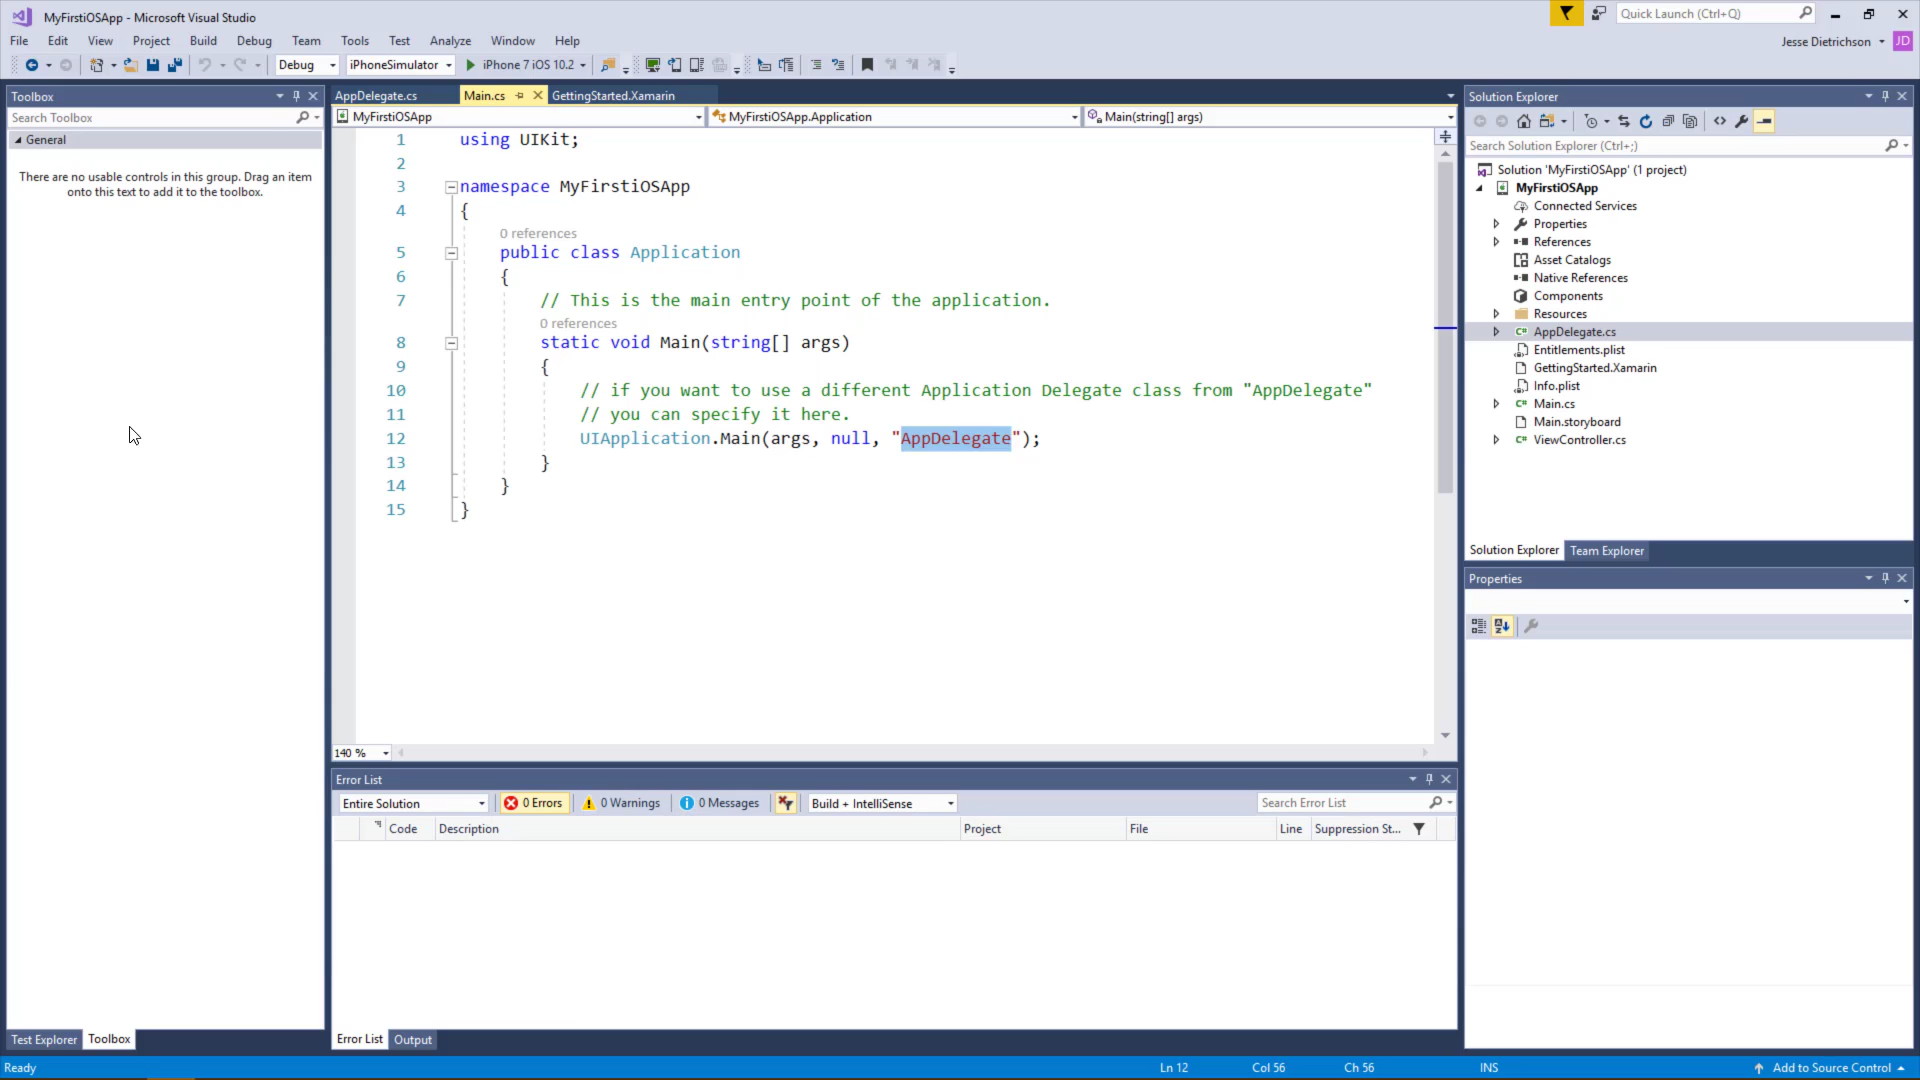 MyFirstiOSApp - Microsoft Visual Studio
Quick Launch (Ctrl+Q)
File Edit View Project Build Debug Team Tools Test Analyze Window Help
Jesse Dietrichson
JD
Debug
iPhoneSimulator
iPhone 7 iOS 10.2
Toolbox
Search Toolbox
General
There are no usable controls in this group. Drag an item
onto this text to add it to the toolbox.
Test Explorer
Toolbox
AppDelegate.cs
Main.cs
GettingStarted.Xamarin
MyFirstiOSApp
MyFirstiOSApp.Application
Main(string[] args)
1 using UIKit;
2
3 namespace MyFirstiOSApp
4 {
0 references
5 public class Application
6 {
7 // This is the main entry point of the application.
0 references
8 static void Main(string[] args)
9 {
10 // if you want to use a different Application Delegate class from "AppDelegate"
11 // you can specify it here.
12 UIApplication.Main(args, null, "AppDelegate");
13 }
14 }
15 }
140 %
Error List
Entire Solution
0 Errors
0 Warnings
0 Messages
Build + IntelliSense
Search Error List
Code Description Project File Line Suppression St...
Error List
Output
Solution Explorer
Search Solution Explorer (Ctrl+;)
Solution 'MyFirstiOSApp' (1 project)
MyFirstiOSApp
Connected Services
Properties
References
Asset Catalogs
Native References
Components
Resources
C# AppDelegate.cs
Entitlements.plist
GettingStarted.Xamarin
Info.plist
C# Main.cs
Main.storyboard
C# ViewController.cs
Solution Explorer
Team Explorer
Properties
Ready
Ln 12
Col 56
Ch 56
INS
Add to Source Control